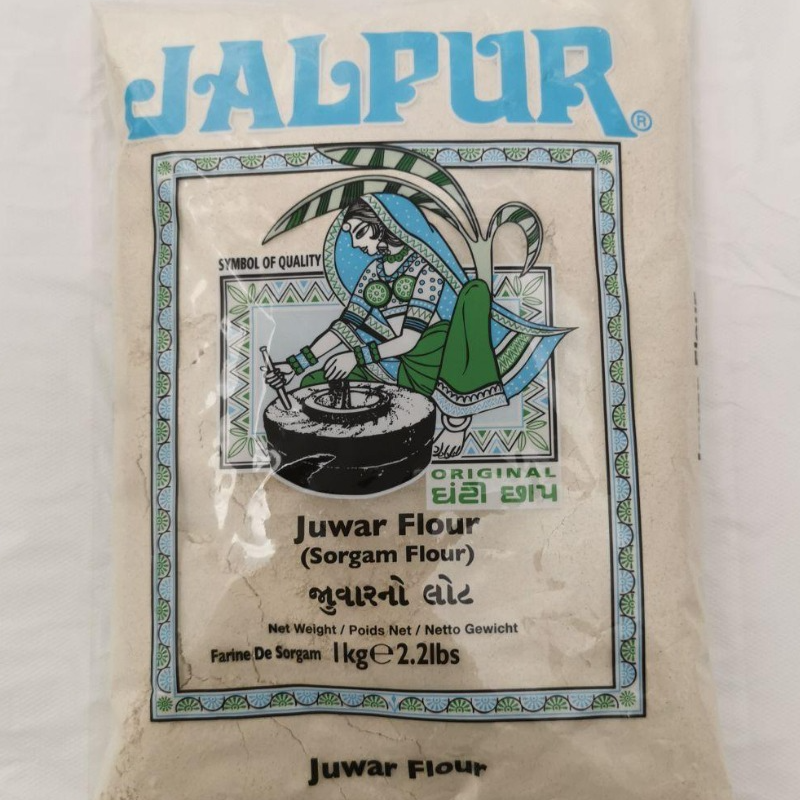 JALPUR®
SYMBOL OF QUALITY
ORIGINAL
ઘંટી છાપ
Juwar Flour
(Sorgam Flour)
જુવારનો લોટ
Net Weight / Poids Net / Netto Gewicht
Farine De Sorgam 1kg℮2.2lbs
Juwar Flour